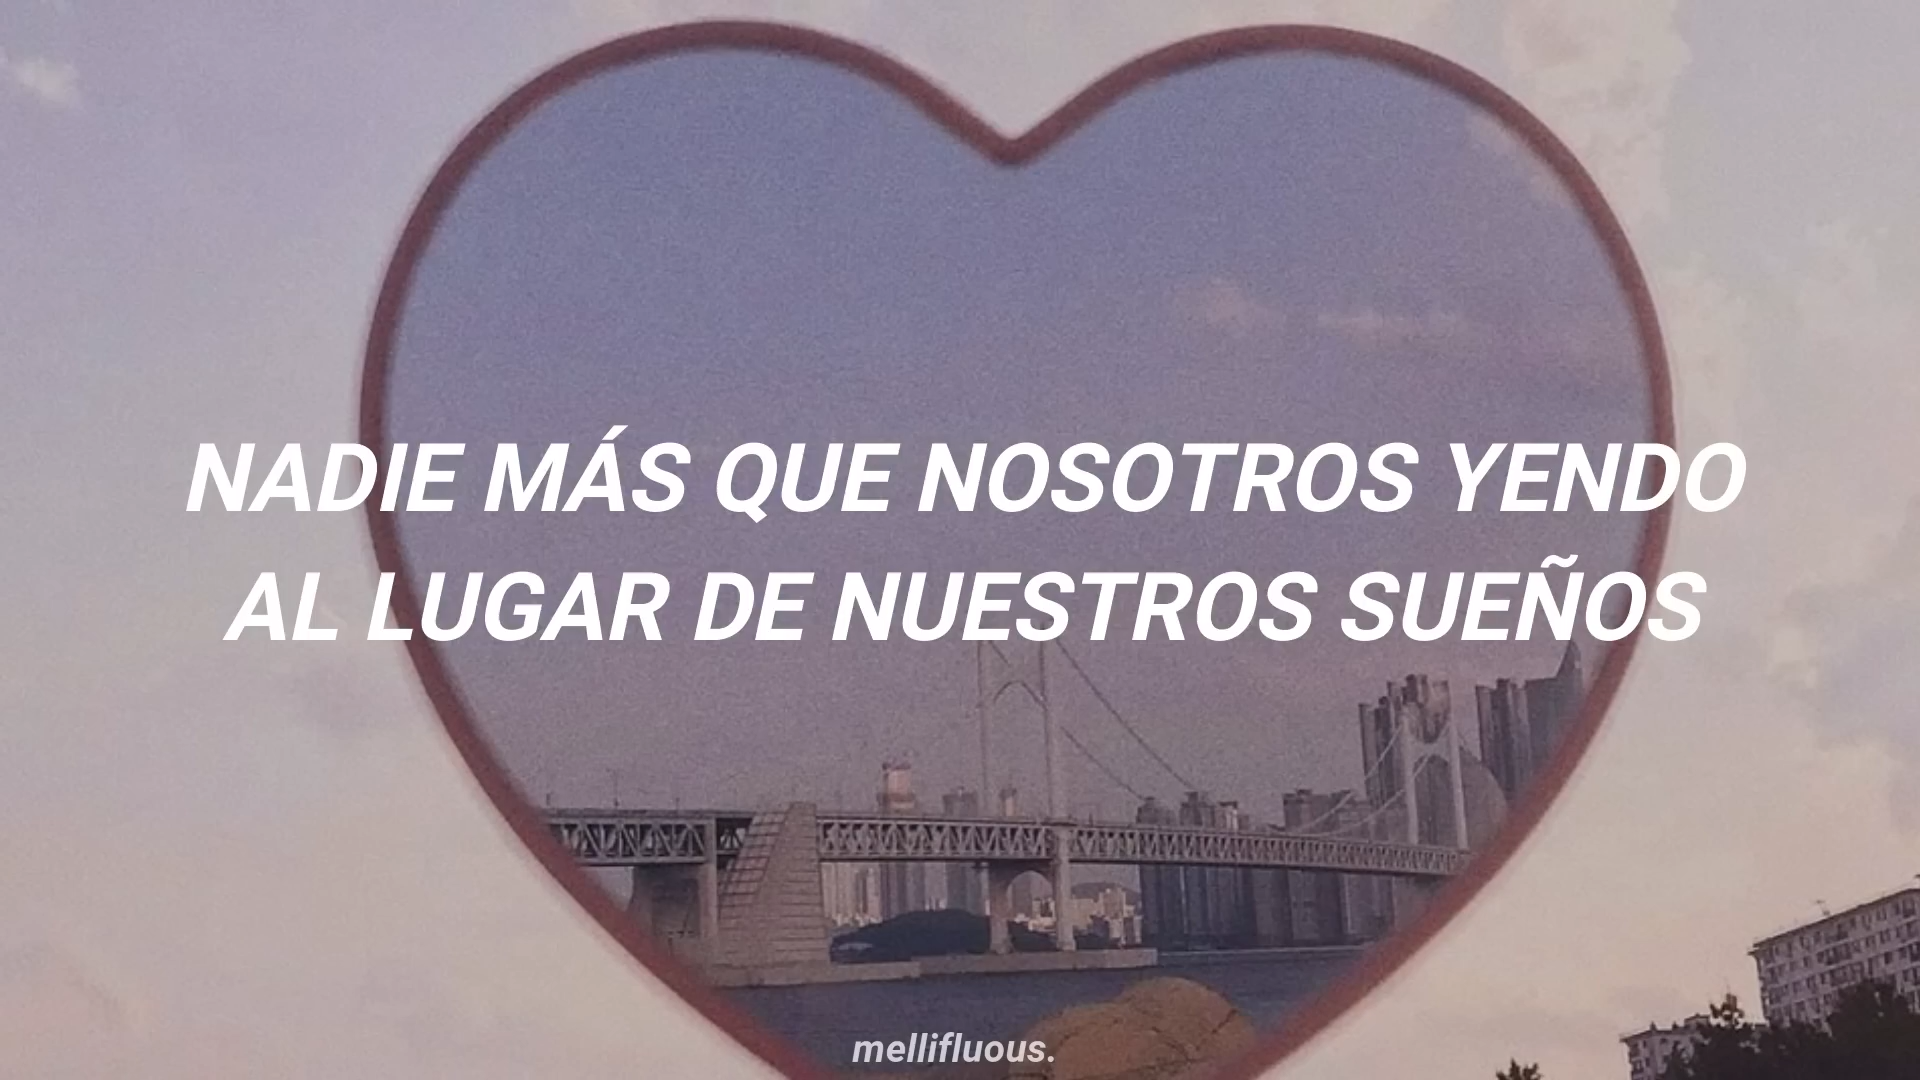 NADIE MÁS QUE NOSOTROS YENDO
AL LUGAR DE NUESTROS SUEÑOS
mellifluous.